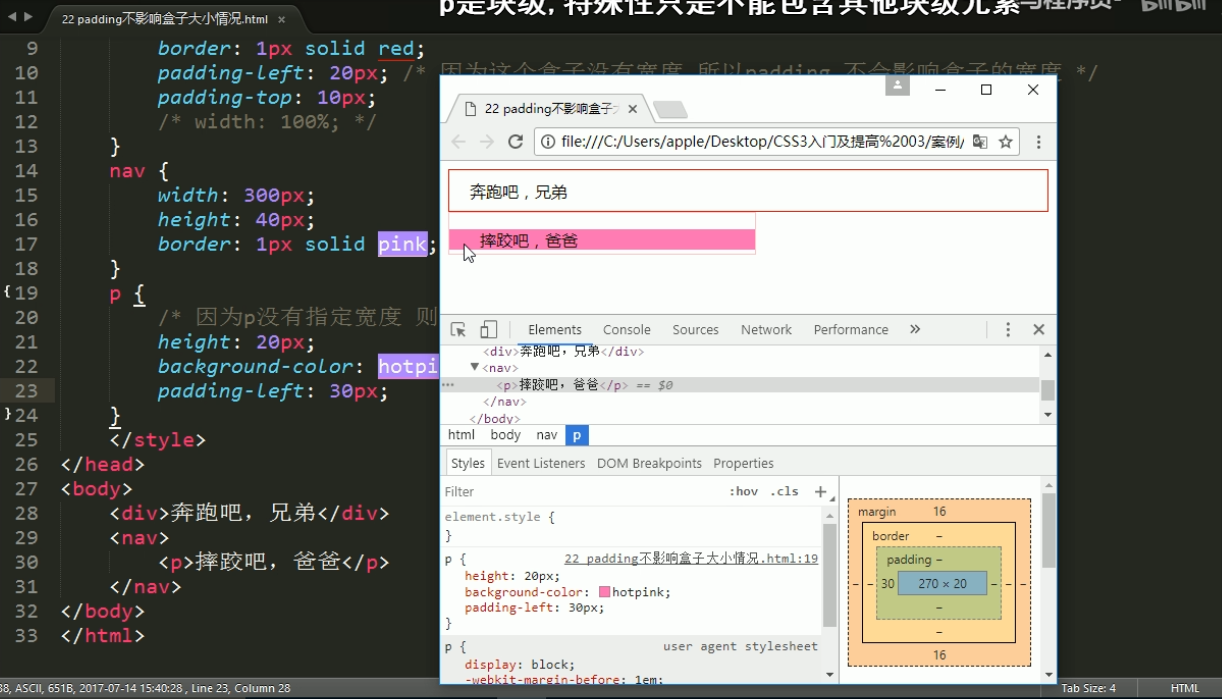 22 padding不影响盒子大小情况.html ×
p是块级,特殊性只是不能包含其他块级元素
与程序员-
bilibili
9 border: 1px solid red;
10 padding-left: 20px; /* 因为这个盒子没有宽度 所以padding 不会影响盒子的宽度 */
11 padding-top: 10px;
12 /* width: 100%; */
13 }
14 nav {
15 width: 300px;
16 height: 40px;
17 border: 1px solid pink;
18 }
19 p {
20 /* 因为p没有指定宽度 则
21 height: 20px;
22 background-color: hotpi
23 padding-left: 30px;
24 }
25 </style>
26 </head>
27 <body>
28 <div>奔跑吧，兄弟</div>
29 <nav>
30 <p>摔跤吧，爸爸</p>
31 </nav>
32 </body>
33 </html>
22 padding不影响盒子 ×
file:///C:/Users/apple/Desktop/CSS3入门及提高%2003/案例/
奔跑吧，兄弟
摔跤吧，爸爸
Elements Console Sources Network Performance »
<div>奔跑吧，兄弟</div>
▼<nav>
<p>摔跤吧，爸爸</p> == $0
</nav>
</body>
html body nav p
Styles Event Listeners DOM Breakpoints Properties
Filter :hov .cls +
element.style {
}
p { 22 padding不影响盒子大小情况.html:19
height: 20px;
background-color: hotpink;
padding-left: 30px;
}
p { user agent stylesheet
display: block;
-webkit-margin-before: 1em;
margin 16
border –
padding –
– – 30 270 × 20 – – –
–
–
16
38, ASCII, 651B, 2017-07-14 15:40:28, Line 23, Column 28
Tab Size: 4 HTML